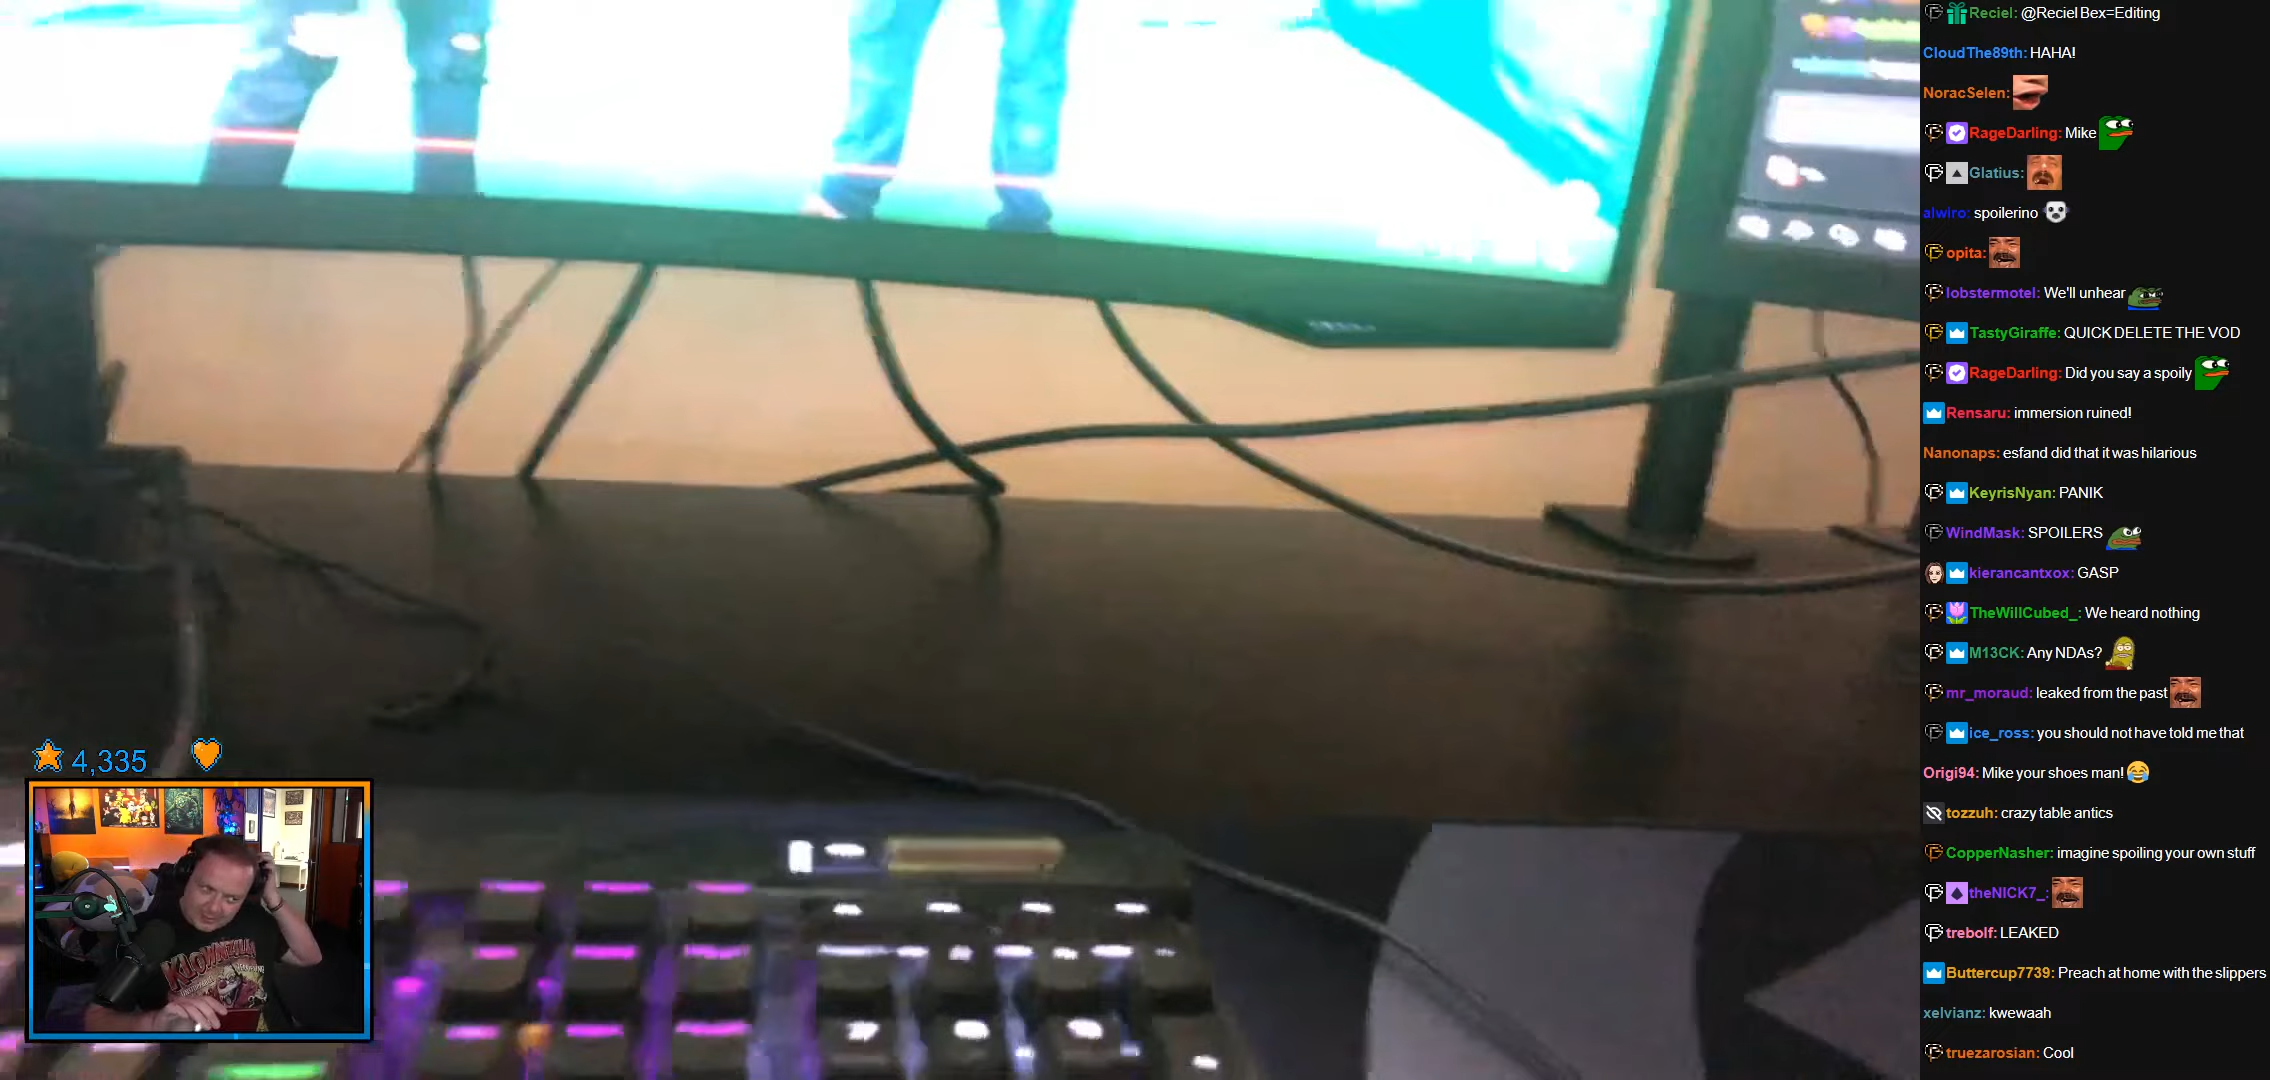 Reciel: @Reciel Bex=Editing
CloudThe89th: HAHA!
NoracSelen:
RageDarling: Mike
Glatius:
alwiro: spoilerino
opita:
lobstermotel: We'll unhear
TastyGiraffe: QUICK DELETE THE VOD
RageDarling: Did you say a spoily
Rensaru: immersion ruined!
Nanonaps: esfand did that it was hilarious
KeyrisNyan: PANIK
WindMask: SPOILERS
kierancantxox: GASP
TheWillCubed_: We heard nothing
M13CK: Any NDAs?
mr_moraud: leaked from the past
ice_ross: you should not have told me that
Origi94: Mike your shoes man!
tozzuh: crazy table antics
CopperNasher: imagine spoiling your own stuff
theNICK7_:
trebolf: LEAKED
Buttercup7739: Preach at home with the slippers
xelvianz: kwewaah
truezarosian: Cool
4,335